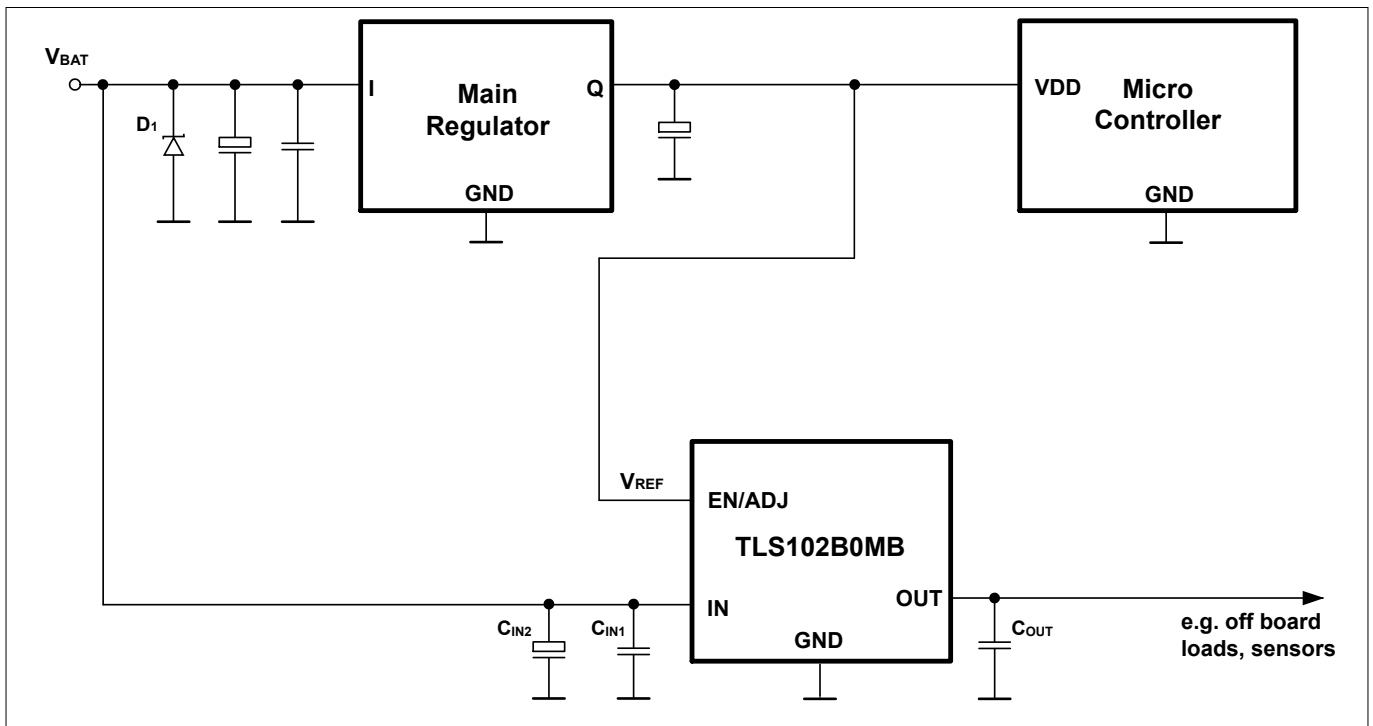 VBAT
D1
I
Main
Regulator
Q
GND
VDD
Micro
Controller
GND
VREF
EN/ADJ
TLS102B0MB
IN
OUT
GND
CIN2
CIN1
COUT
e.g. off board
loads, sensors